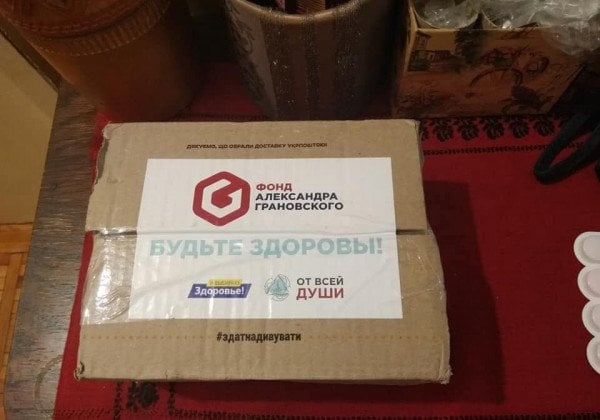 ДЯКУЄМО, ЩО ОБРАЛИ ДОСТАВКУ УКРПОШТОЮ!
ФОНД
АЛЕКСАНДРА
ГРАНОВСКОГО
БУДЬТЕ ЗДОРОВЫ!
Здоровье!
ОТ ВСЕЙ
ДУШИ
#здатнадивувати